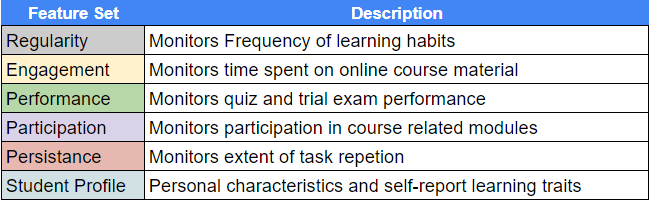 Feature Set Description
Regularity Monitors Frequency of learning habits
Engagement Monitors time spent on online course material
Performance Monitors quiz and trial exam performance
Participation Monitors participation in course related modules
Persistance Monitors extent of task repetion
Student Profile Personal characteristics and self-report learning traits